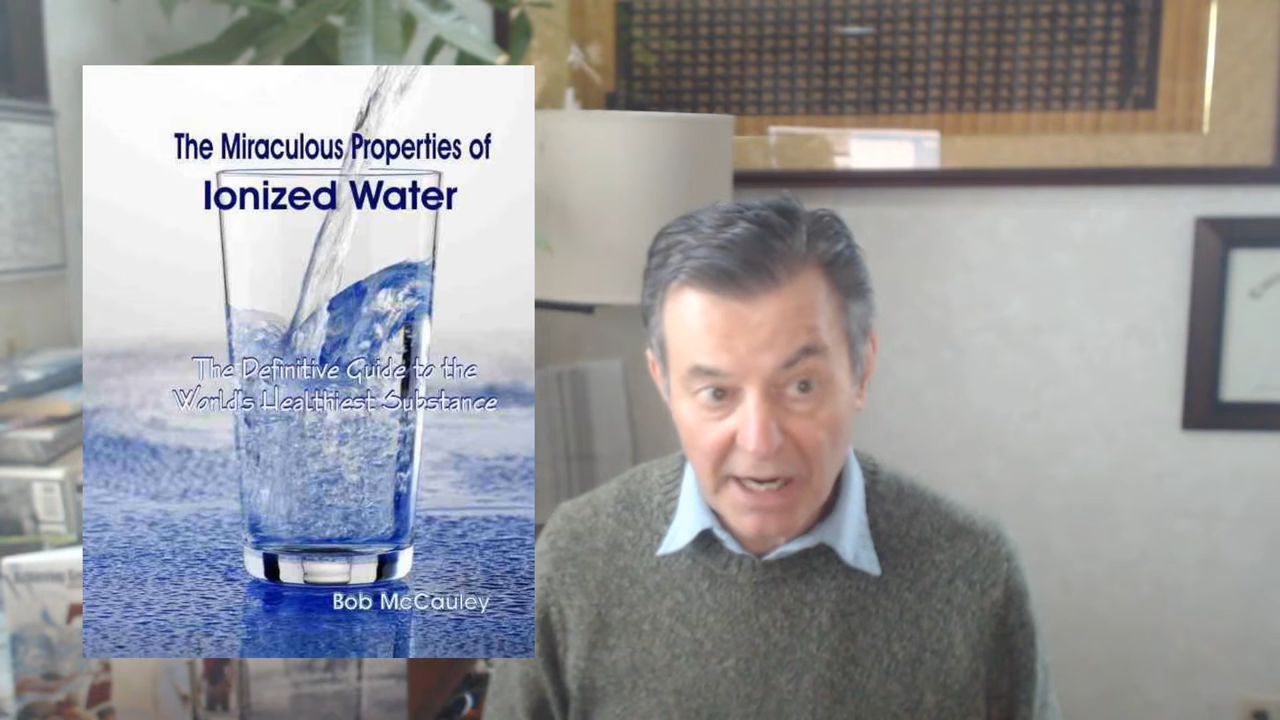 The Miraculous Properties of
Ionized Water
The Definitive Guide to the
World's Healthiest Substance
Bob McCauley